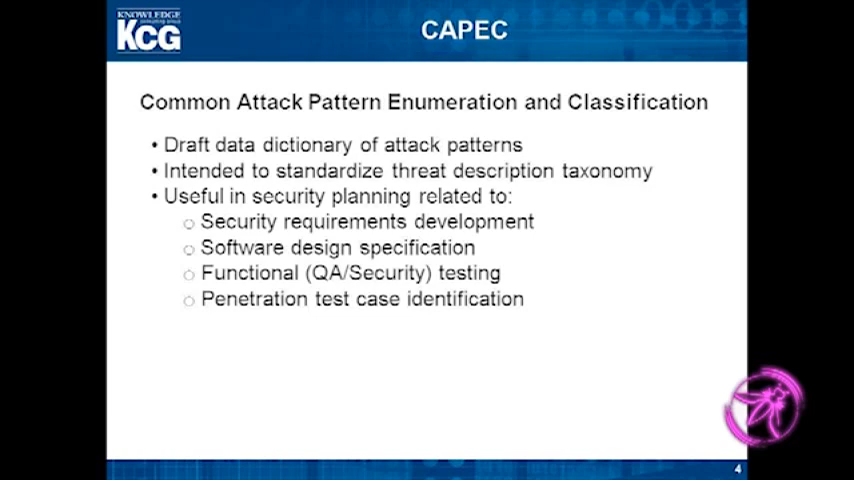 KNOWLEDGE
KCG
CAPEC
Common Attack Pattern Enumeration and Classification
• Draft data dictionary of attack patterns
• Intended to standardize threat description taxonomy
• Useful in security planning related to:
○ Security requirements development
○ Software design specification
○ Functional (QA/Security) testing
○ Penetration test case identification
4